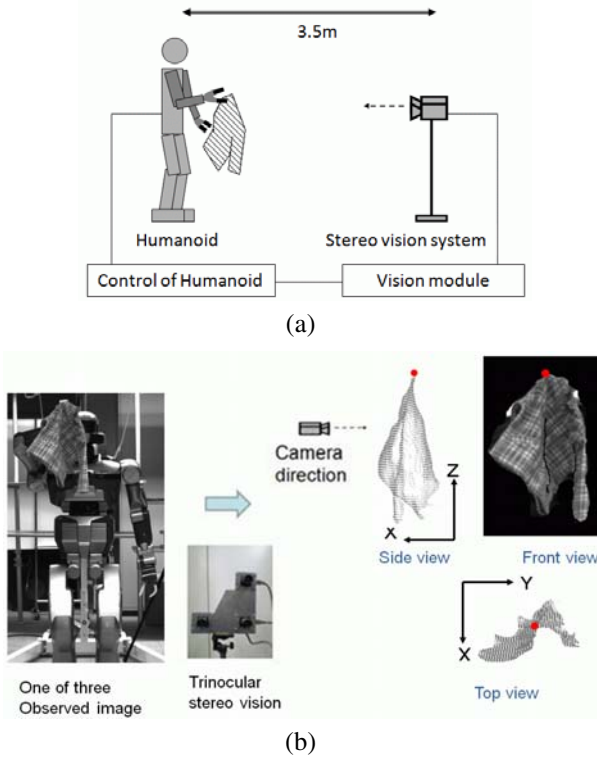 3.5m
Humanoid
Stereo vision system
Control of Humanoid
Vision module
(a)
Camera
direction
Z
X
Side view
Front view
Y
X
Top view
One of three
Observed image
Trinocular
stereo vision
(b)